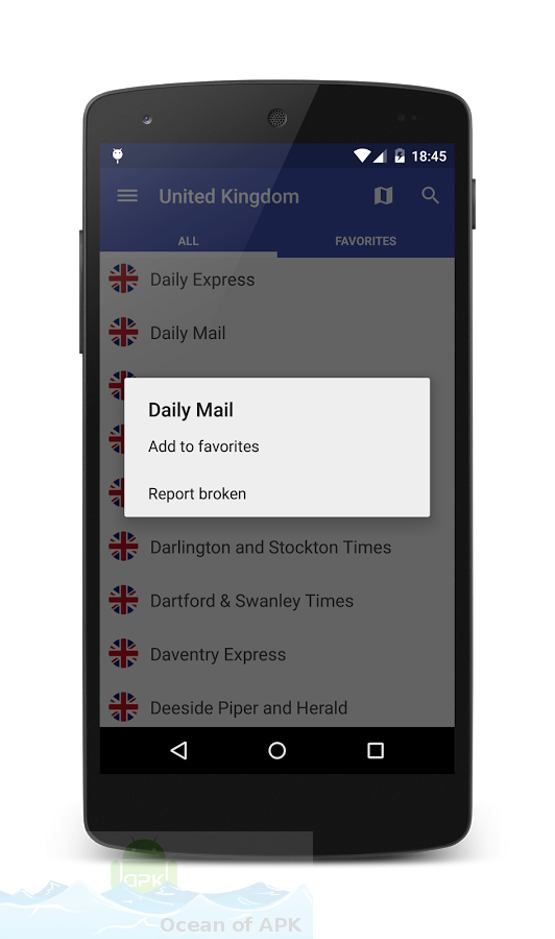 18:45
United Kingdom
ALL
FAVORITES
Daily Express
Daily Mail
Daily Mail
Add to favorites
Report broken
Darlington and Stockton Times
Dartford & Swanley Times
Daventry Express
Deeside Piper and Herald
APK
Ocean of APK